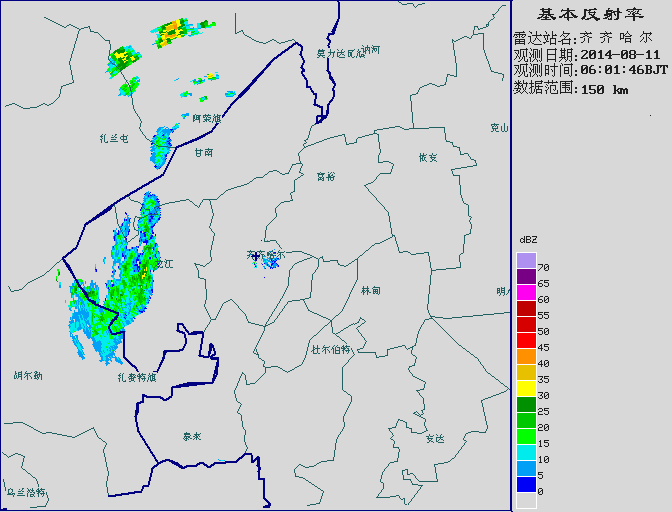 基本反射率
雷达站名:齐 齐 哈 尔
观测日期:2014-08-11
观测时间:06:01:46BJT
数据范围:150 km
莫力达瓦旗
讷河
阿荣旗
克山
扎兰屯
甘南
依安
富裕
齐齐哈尔
龙江
林甸
明水
杜尔伯特
胡尔勒
扎赉特旗
泰来
安达
乌兰浩特
dBZ
70
65
60
55
50
45
40
35
30
25
20
15
10
5
0